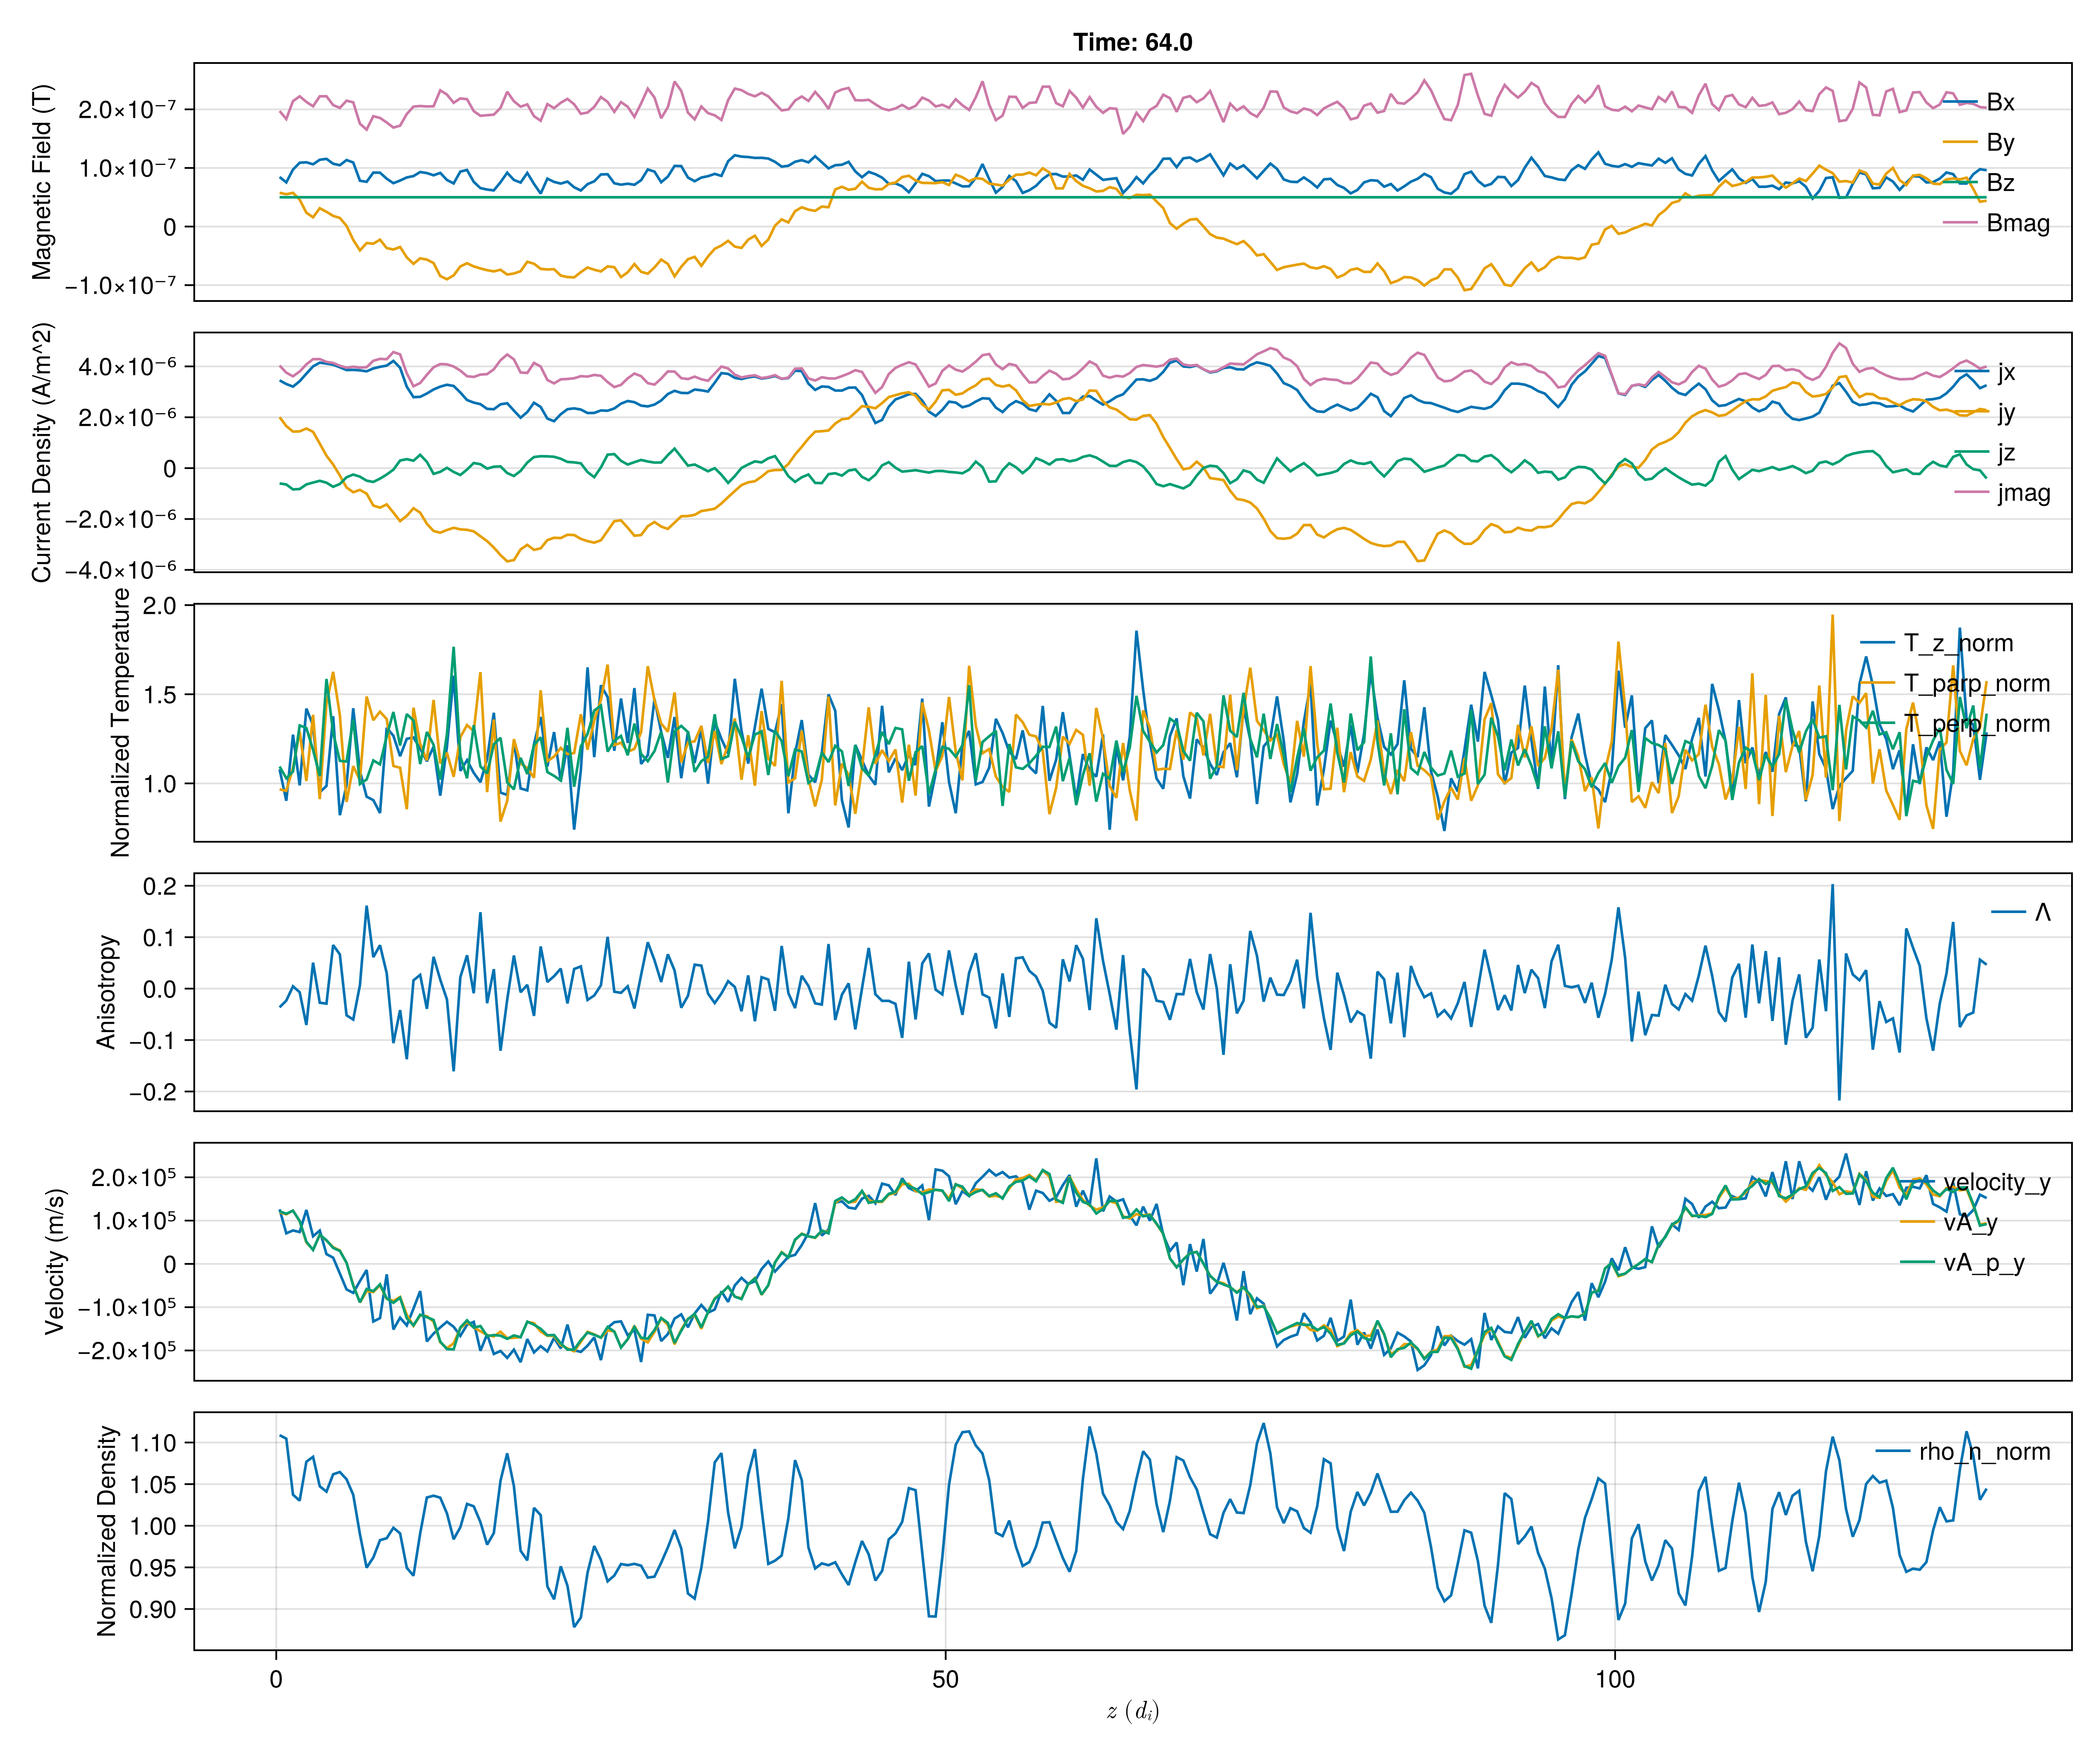 Time: 64.0
Magnetic Field (T)
2.0×10⁻⁷
1.0×10⁻⁷
0
−1.0×10⁻⁷
Bx
By
Bz
Bmag
Current Density (A/m^2)
4.0×10⁻⁶
2.0×10⁻⁶
0
−2.0×10⁻⁶
−4.0×10⁻⁶
jx
jy
jz
jmag
Normalized Temperature
2.0
1.5
1.0
T_z_norm
T_parp_norm
T_perp_norm
Anisotropy
0.2
0.1
0.0
−0.1
−0.2
Λ
Velocity (m/s)
2.0×10⁵
1.0×10⁵
0
−1.0×10⁵
−2.0×10⁵
velocity_y
vA_y
vA_p_y
Normalized Density
1.10
1.05
1.00
0.95
0.90
rho_n_norm
0 50 100
z (dᵢ)